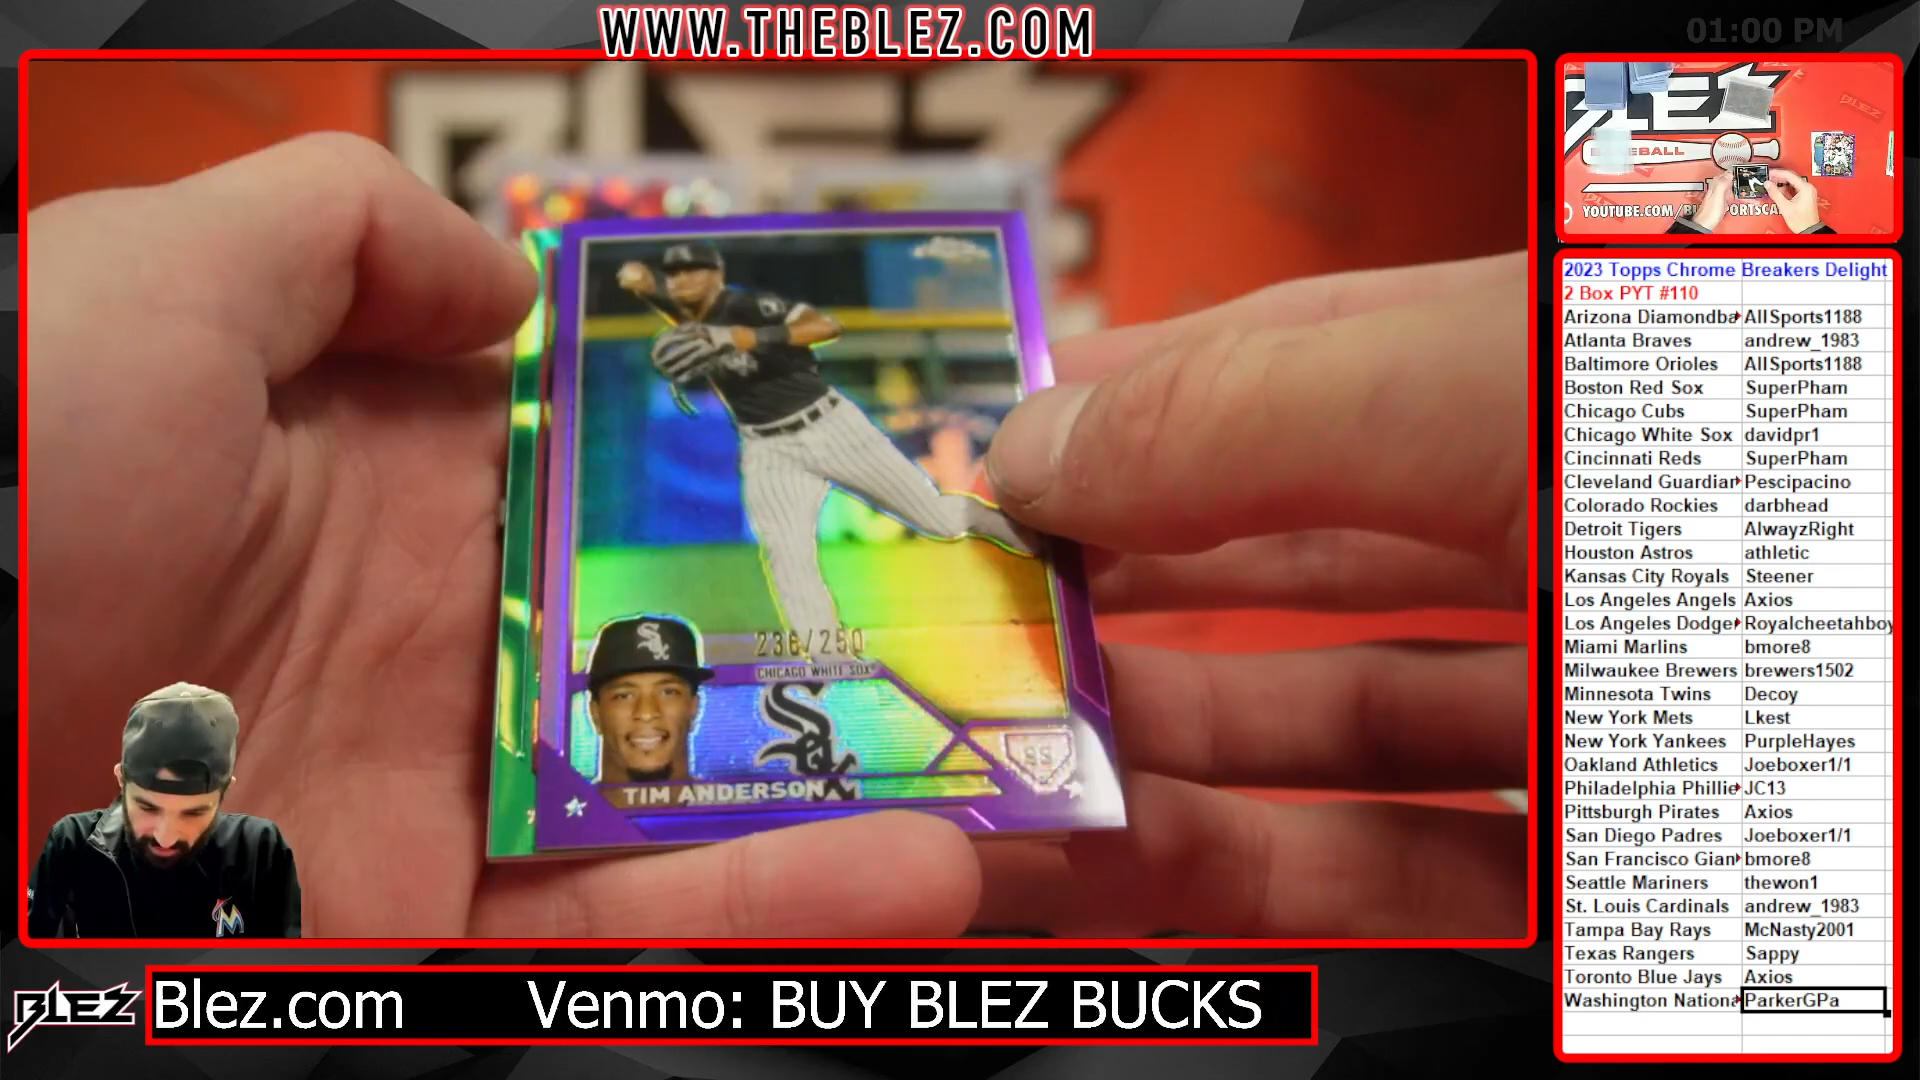 WWW.THEBLEZ.COM
01:00 PM
BLEZ
BLEZ
BASEBALL
YOUTUBE.COM/
236/250
CHICAGO WHITE SOX
Sox
SS
TIM ANDERSON
2023 Topps Chrome Breakers Delight
2 Box PYT #110
Arizona Diamondba AllSports1188
Atlanta Braves andrew_1983
Baltimore Orioles AllSports1188
Boston Red Sox SuperPham
Chicago Cubs SuperPham
Chicago White Sox davidpr1
Cincinnati Reds SuperPham
Cleveland Guardian Pescipacino
Colorado Rockies darbhead
Detroit Tigers AlwayzRight
Houston Astros athletic
Kansas City Royals Steener
Los Angeles Angels Axios
Los Angeles Dodge Royalcheetahboy
Miami Marlins bmore8
Milwaukee Brewers brewers1502
Minnesota Twins Decoy
New York Mets Lkest
New York Yankees PurpleHayes
Oakland Athletics Joeboxer1/1
Philadelphia Phillie JC13
Pittsburgh Pirates Axios
San Diego Padres Joeboxer1/1
San Francisco Gian bmore8
Seattle Mariners thewon1
St. Louis Cardinals andrew_1983
Tampa Bay Rays McNasty2001
Texas Rangers Sappy
Toronto Blue Jays Axios
Washington Nationa ParkerGPa
BLEZ
Blez.com Venmo: BUY BLEZ BUCKS